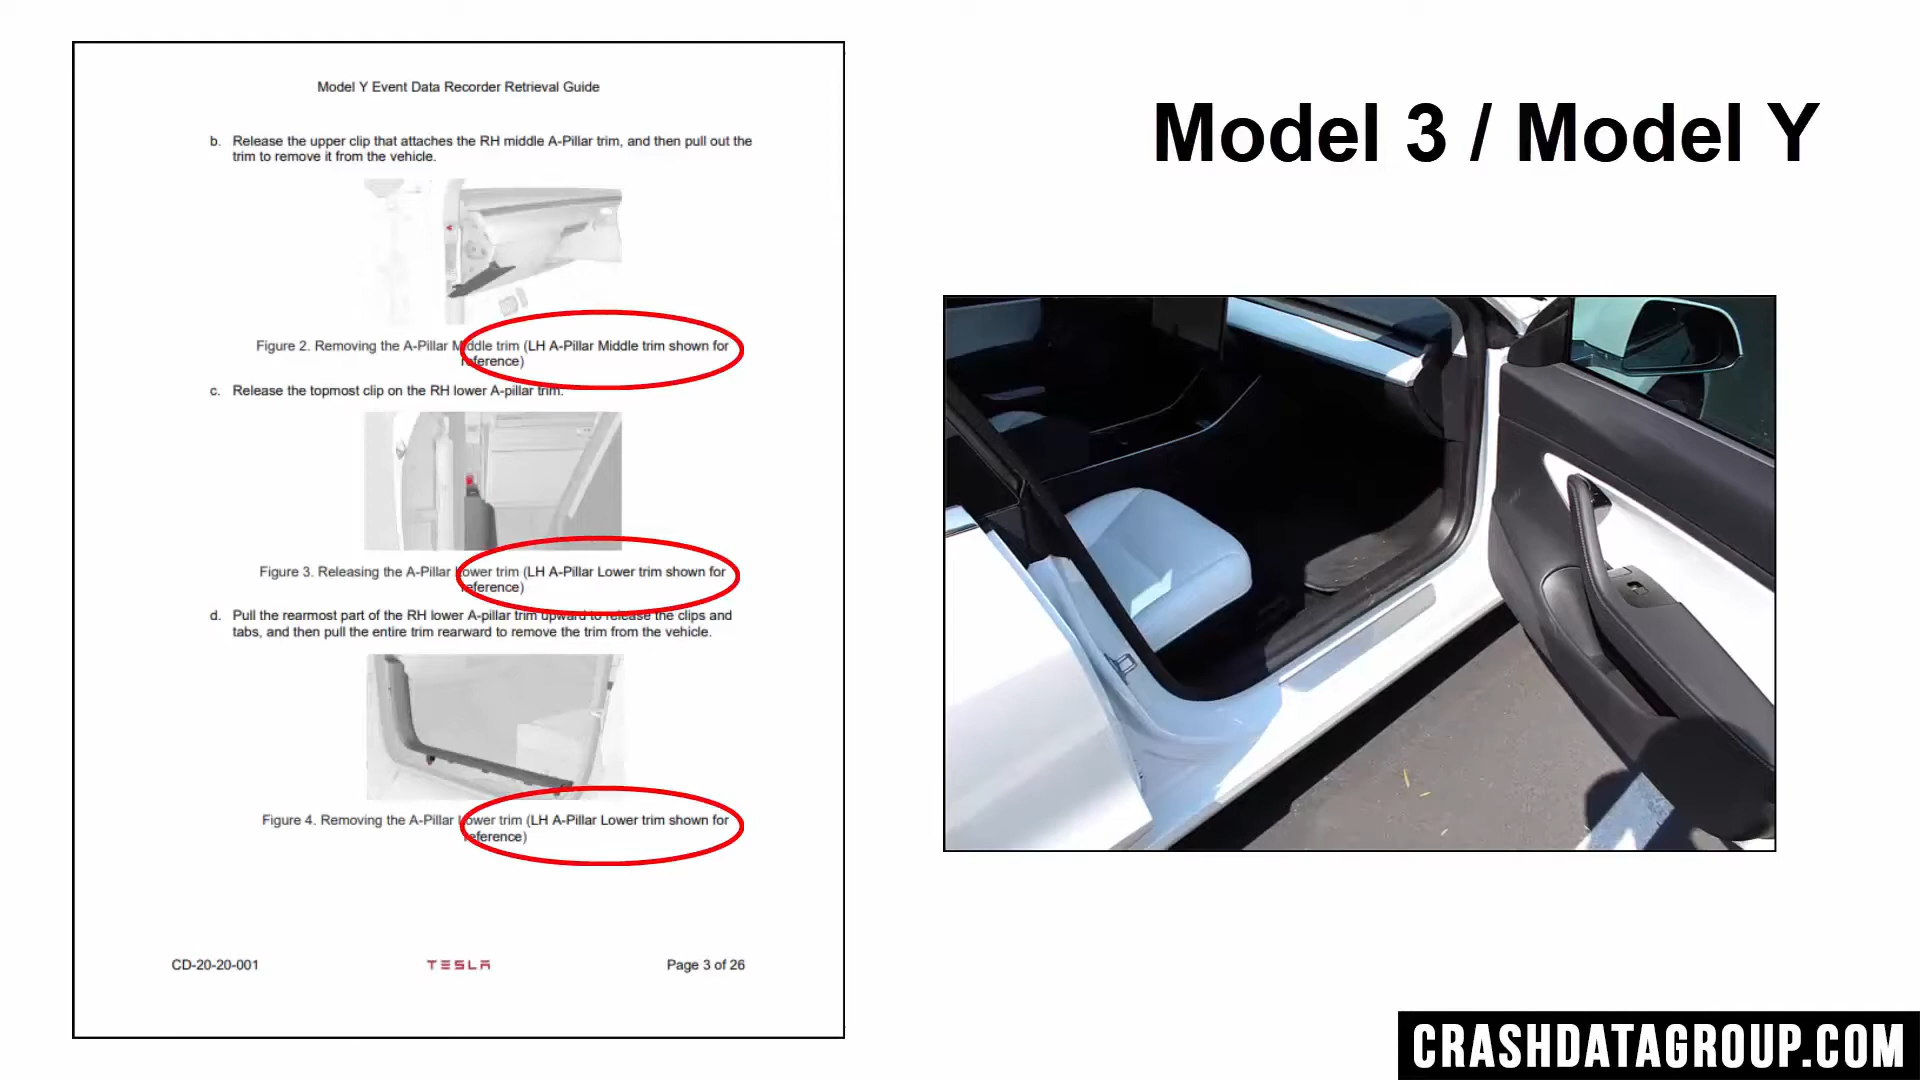 Model Y Event Data Recorder Retrieval Guide
b. Release the upper clip that attaches the RH middle A-Pillar trim, and then pull out the
trim to remove it from the vehicle.
Figure 2. Removing the A-Pillar Middle trim (LH A-Pillar Middle trim shown for
reference)
c. Release the topmost clip on the RH lower A-pillar trim.
Figure 3. Releasing the A-Pillar Lower trim (LH A-Pillar Lower trim shown for
reference)
d. Pull the rearmost part of the RH lower A-pillar trim upward to release the clips and
tabs, and then pull the entire trim rearward to remove the trim from the vehicle.
Figure 4. Removing the A-Pillar Lower trim (LH A-Pillar Lower trim shown for
reference)
CD-20-20-001
TESLA
Page 3 of 26
Model 3 / Model Y
CRASHDATAGROUP.COM